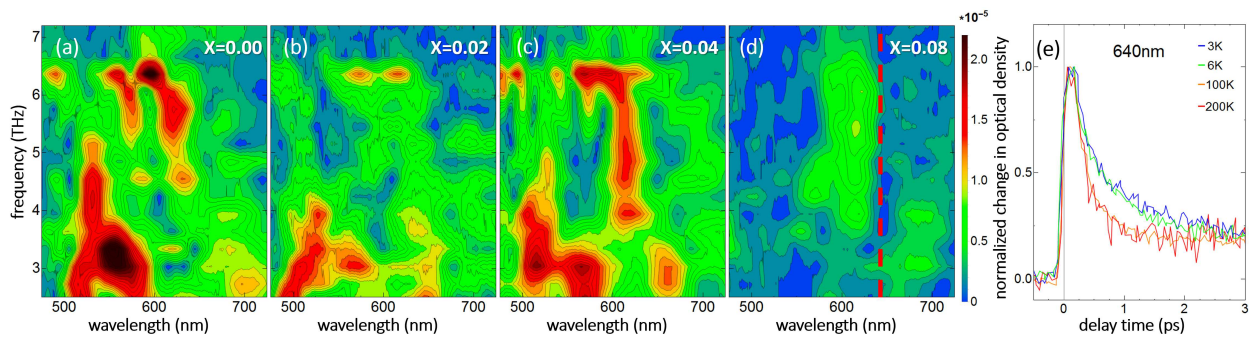 (a) X=0.00 (b) X=0.02 (c) X=0.04 (d) X=0.08
7
6
5
4
3
frequency (THz)
500 600 700 500 600 700 500 600 700 500 600 700
wavelength (nm) wavelength (nm) wavelength (nm) wavelength (nm)
*10⁻⁵
2.0
1.5
1.0
0.5
0
(e) 640nm
3K
6K
100K
200K
1.0
0.5
0.0
normalized change in optical density
0 1 2 3
delay time (ps)